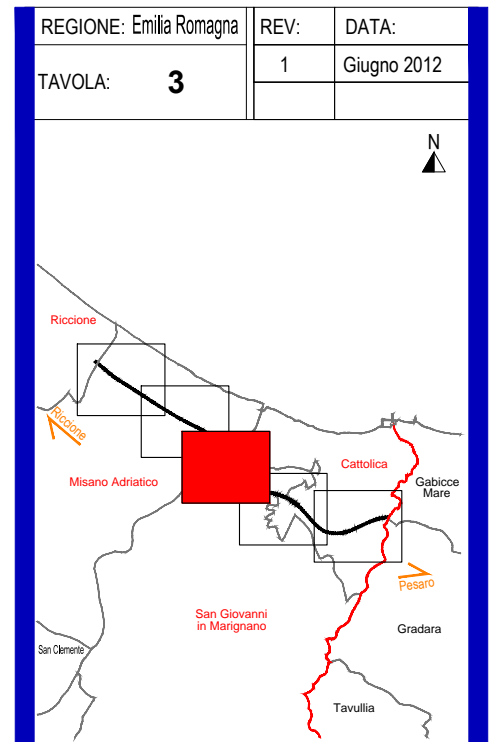 REGIONE: Emilia Romagna
REV:
DATA:
TAVOLA: 3
1
Giugno 2012
N
Riccione
Riccione
Misano Adriatico
Cattolica
Gabicce
Mare
Pesaro
San Giovanni
in Marignano
Gradara
San Clemente
Tavullia